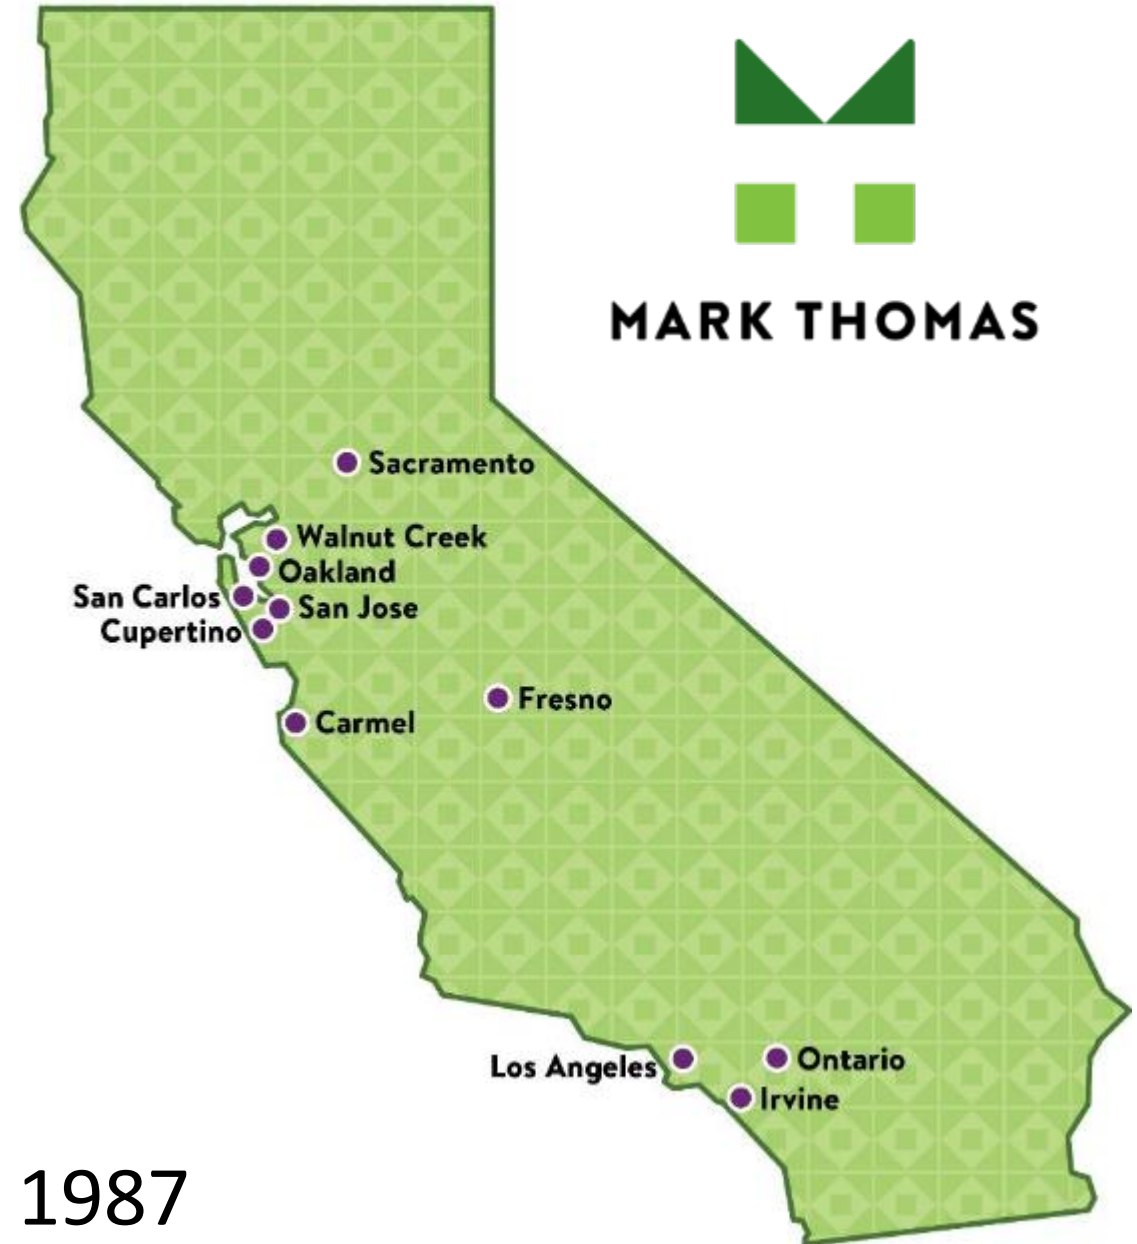 MARK THOMAS
Sacramento
Walnut Creek
Oakland
San Carlos
San Jose
Cupertino
Fresno
Carmel
Los Angeles
Ontario
Irvine
1987